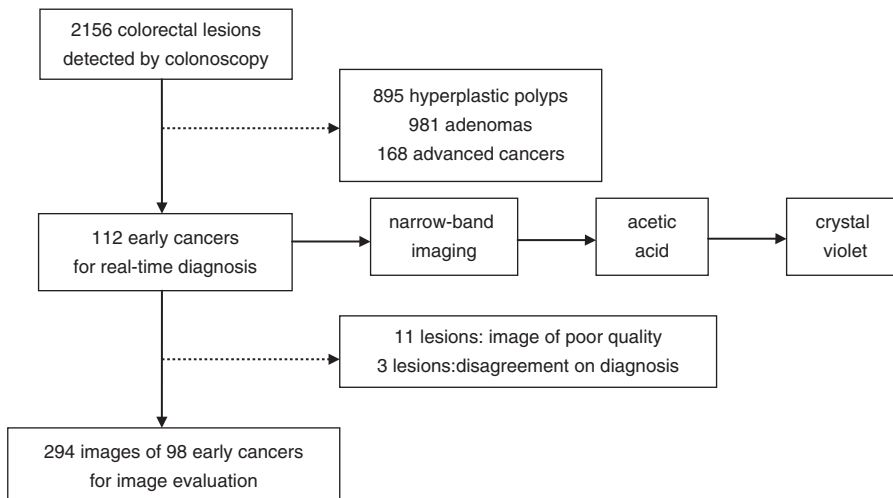 2156 colorectal lesions
detected by colonoscopy
895 hyperplastic polyps
981 adenomas
168 advanced cancers
112 early cancers
for real-time diagnosis
narrow-band
imaging
acetic
acid
crystal
violet
11 lesions: image of poor quality
3 lesions:disagreement on diagnosis
294 images of 98 early cancers
for image evaluation